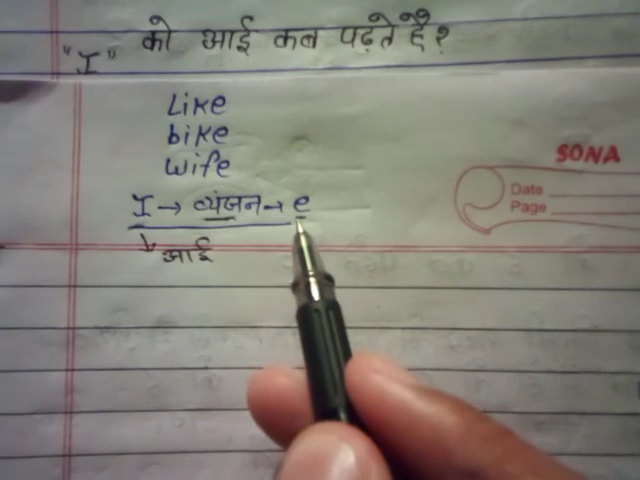 "I" को आई कब पढ़ते है?
Like
bike
wife
I → व्यंजन → e
↓ आई
SONA
Date
Page